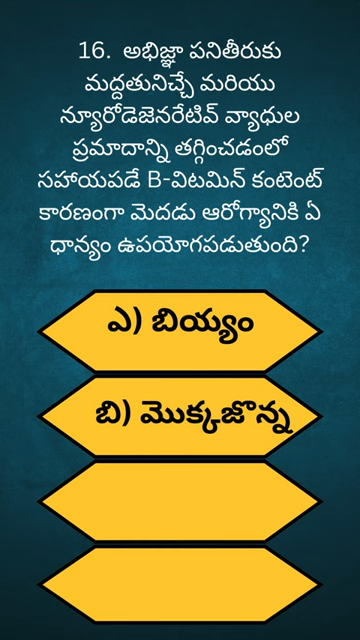 16. అభిజ్ఞా పనితీరుకు
మద్దతునిచ్చే మరియు
న్యూరోడెజెనరేటివ్ వ్యాధుల
ప్రమాదాన్ని తగ్గించడంలో
సహాయపడే B-విటమిన్ కంటెంట్
కారణంగా మెదడు ఆరోగ్యానికి ఏ
ధాన్యం ఉపయోగపడుతుంది?
ఎ) బియ్యం
బి) మొక్కజొన్న